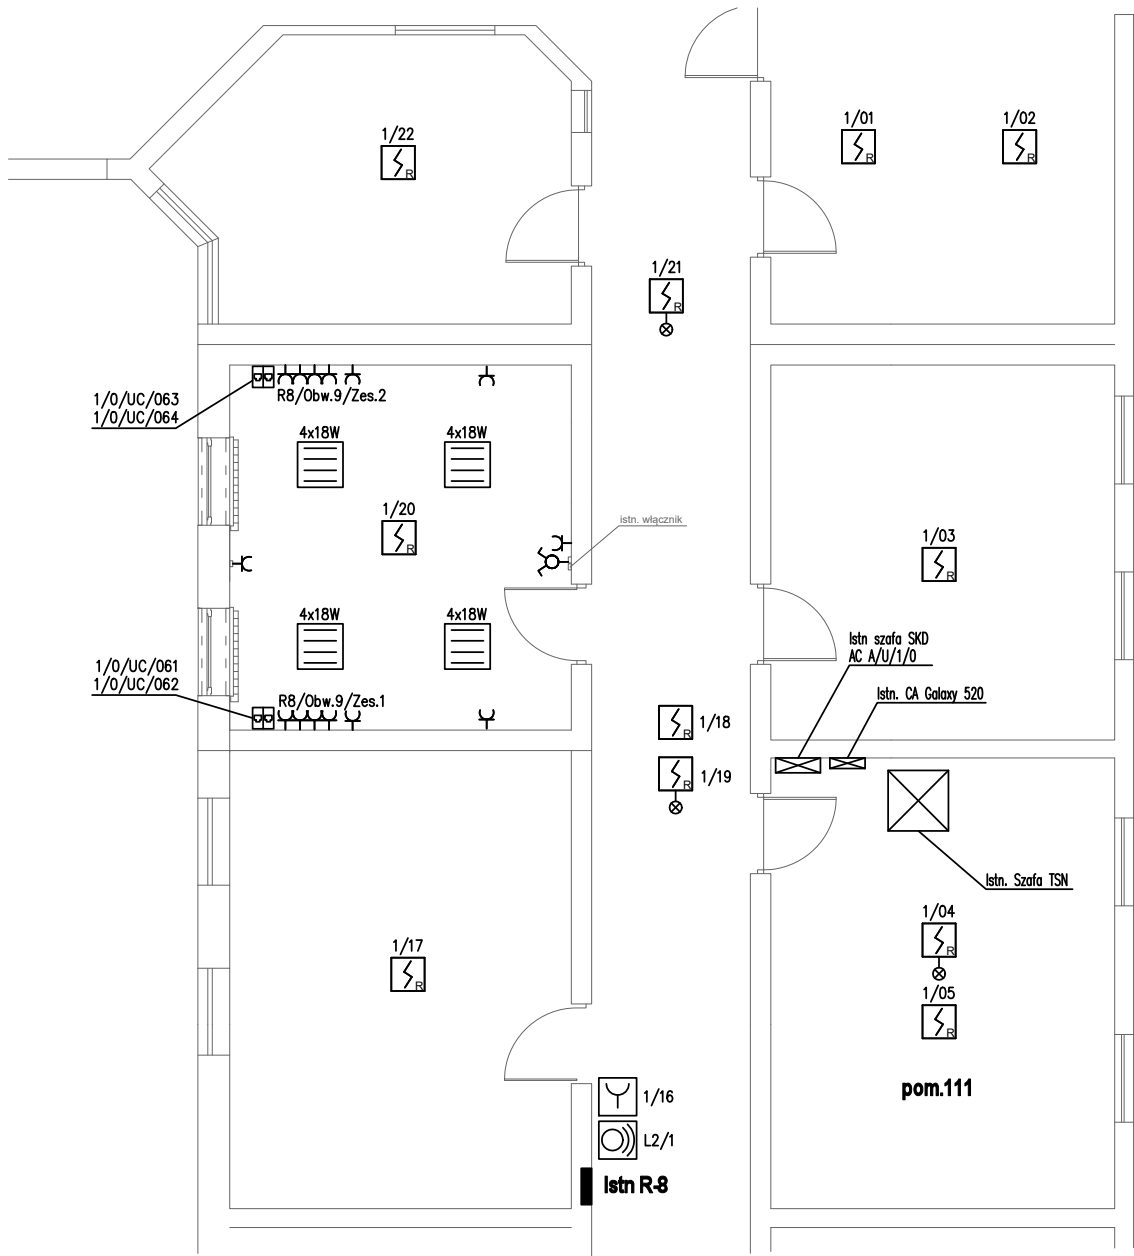 1/22
R
1/01
R
1/02
R
1/21
R
1/0/UC/063
1/0/UC/064
R8/Obw.9/Zes.2
4x18W
4x18W
1/20
R
istn. włącznik
1/03
R
4x18W
4x18W
Istn szafa SKD
AC A/U/1/0
1/0/UC/061
1/0/UC/062
R8/Obw.9/Zes.1
Istn. CA Galaxy 520
R
1/18
R
1/19
Istn. Szafa TSN
1/04
R
1/17
R
1/05
R
pom.111
1/16
L2/1
Istn R-8